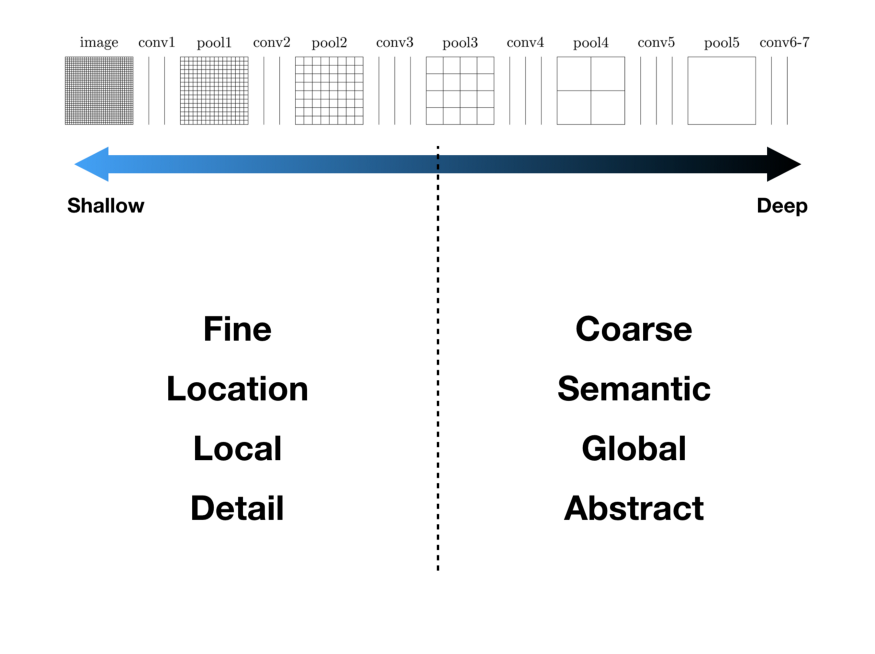 image conv1 pool1 conv2 pool2 conv3 pool3 conv4 pool4 conv5 pool5 conv6-7
Shallow Deep
Fine Coarse
Location Semantic
Local Global
Detail Abstract